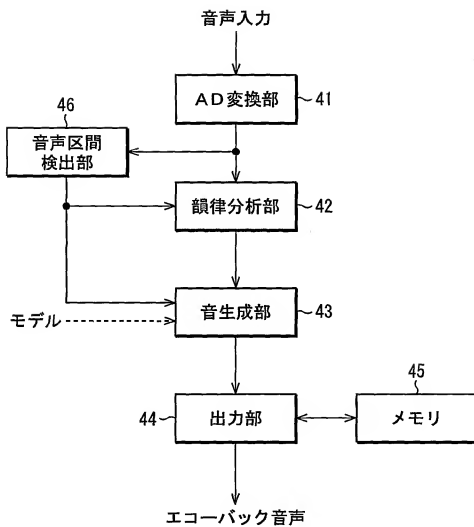 音声入力
AD変換部
41
46
音声区間
検出部
韻律分析部
42
モデル
音生成部
43
45
44
出力部
メモリ
エコーバック音声